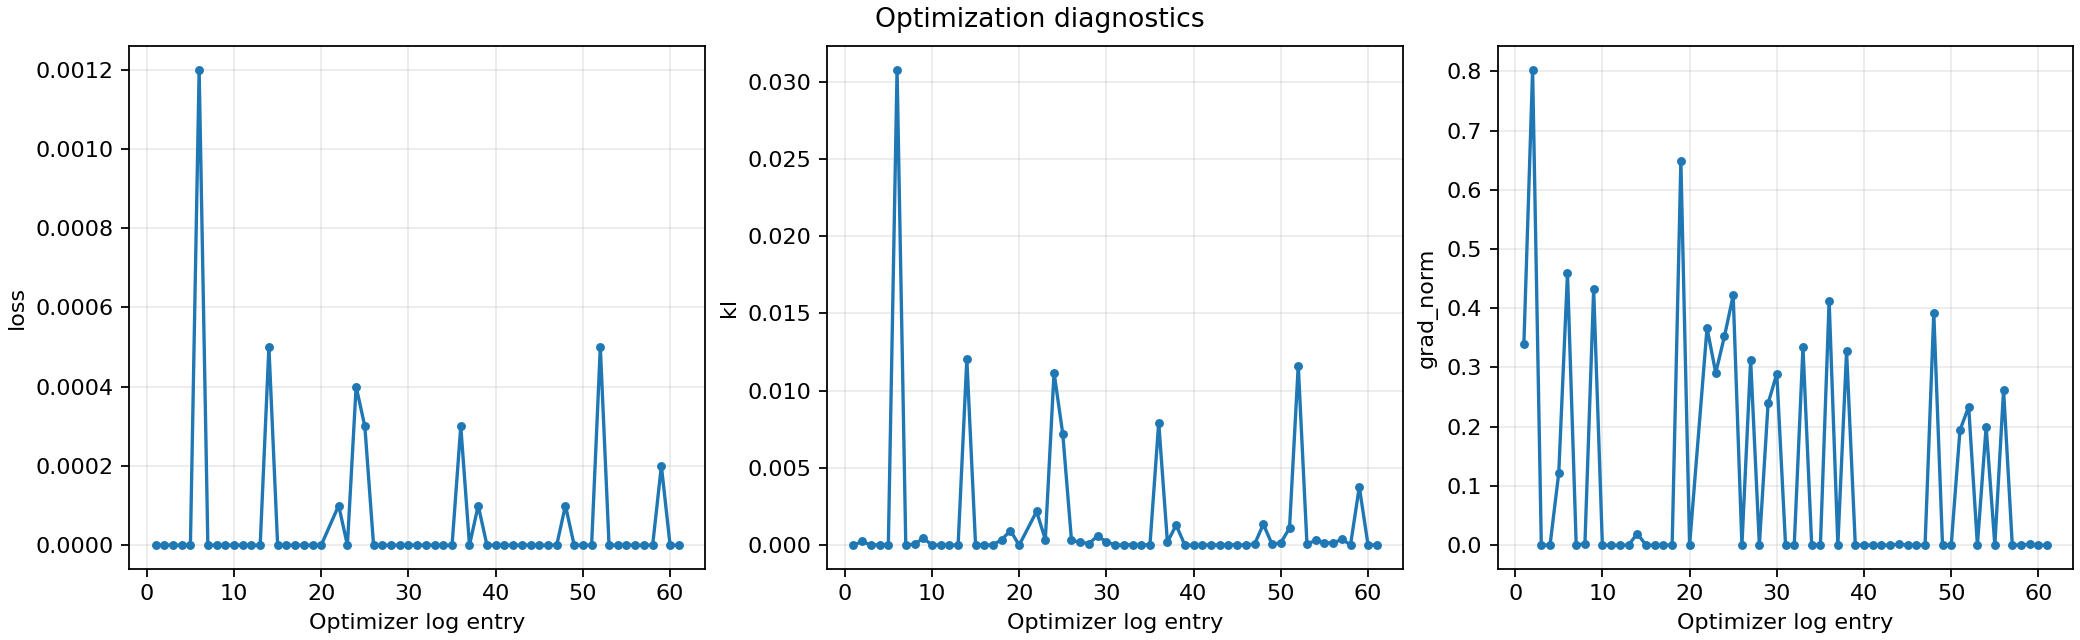 Optimization diagnostics
loss
0.0012
0.0010
0.0008
0.0006
0.0004
0.0002
0.0000
0 10 20 30 40 50 60
Optimizer log entry
kl
0.030
0.025
0.020
0.015
0.010
0.005
0.000
0 10 20 30 40 50 60
Optimizer log entry
grad_norm
0.8
0.7
0.6
0.5
0.4
0.3
0.2
0.1
0.0
0 10 20 30 40 50 60
Optimizer log entry